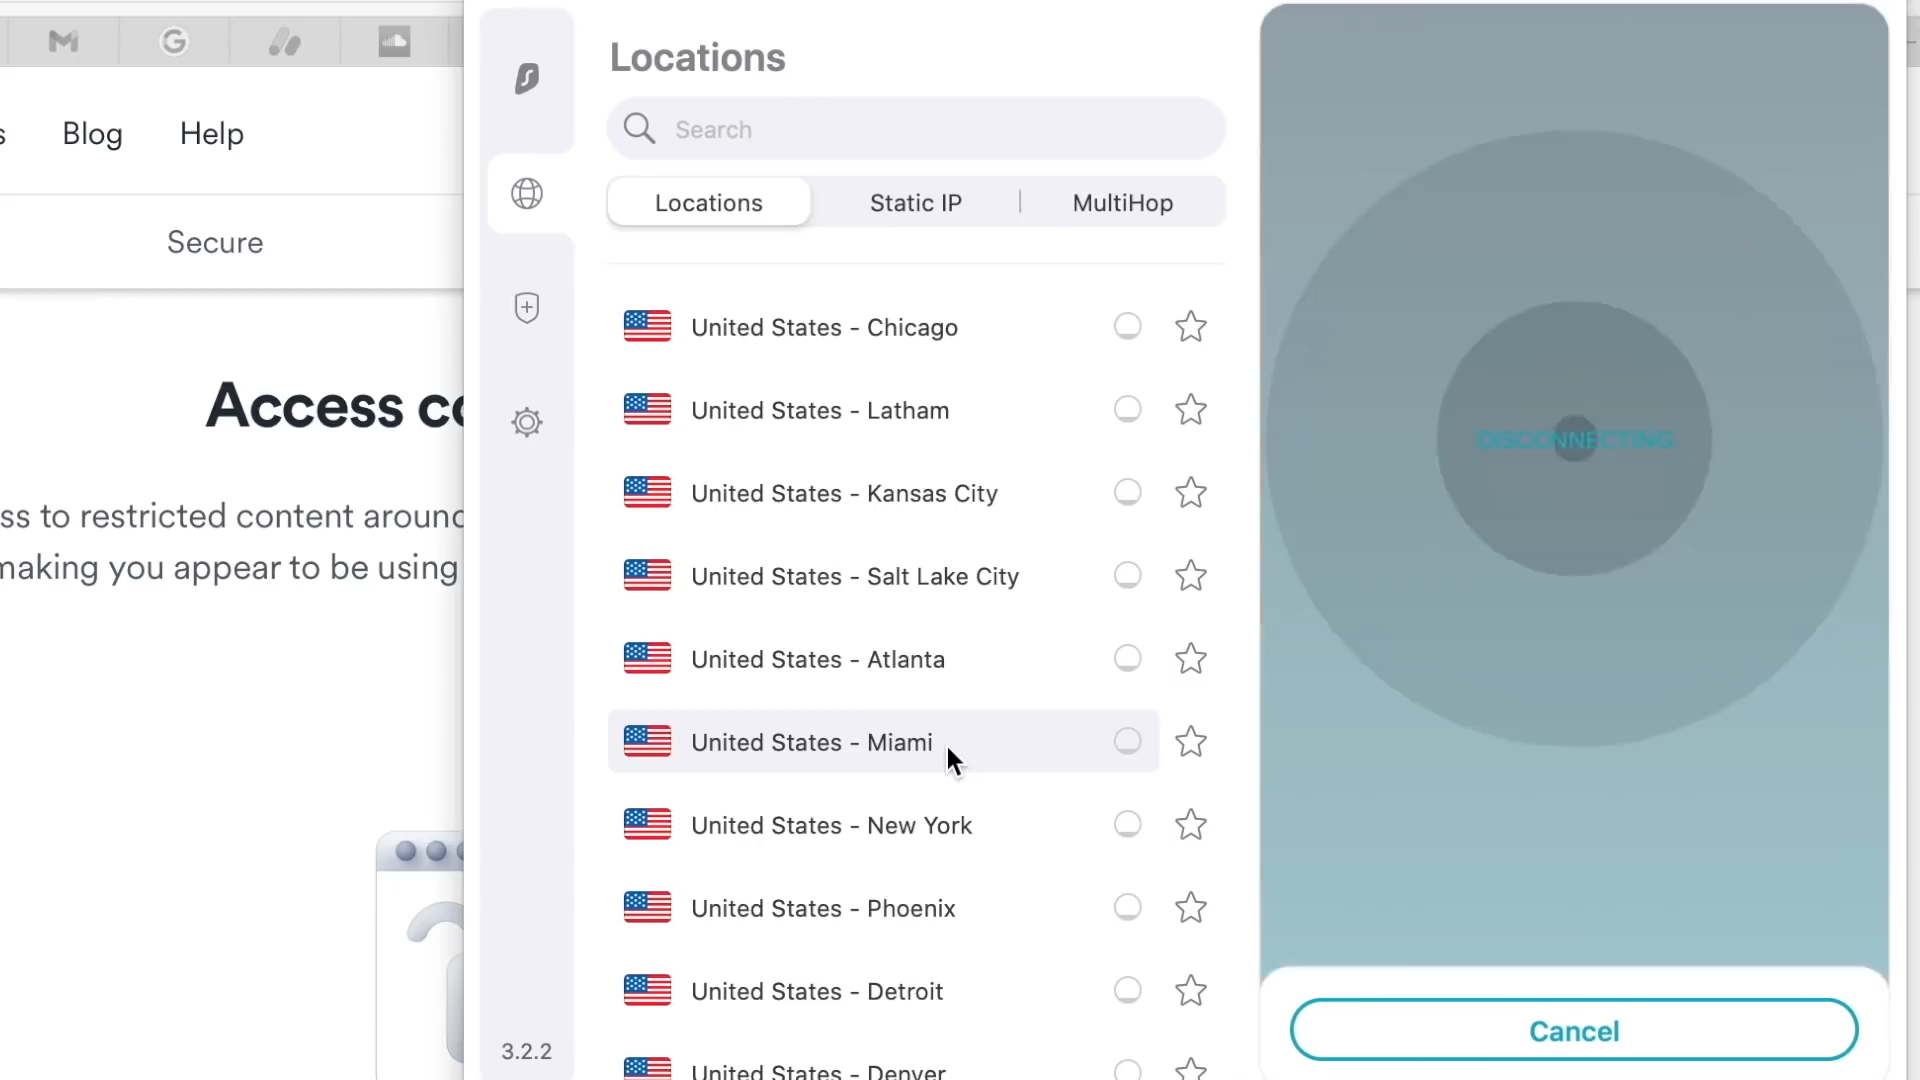 Blog
Help
Secure
Access
ss to restricted content
making you appear to be using
Locations
Search
Locations
Static IP
MultiHop
United States - Chicago
United States - Latham
United States - Kansas City
United States - Salt Lake City
United States - Atlanta
United States - Miami
United States - New York
United States - Phoenix
United States - Detroit
United States - Denver
3.2.2
DISCONNECTING
Cancel